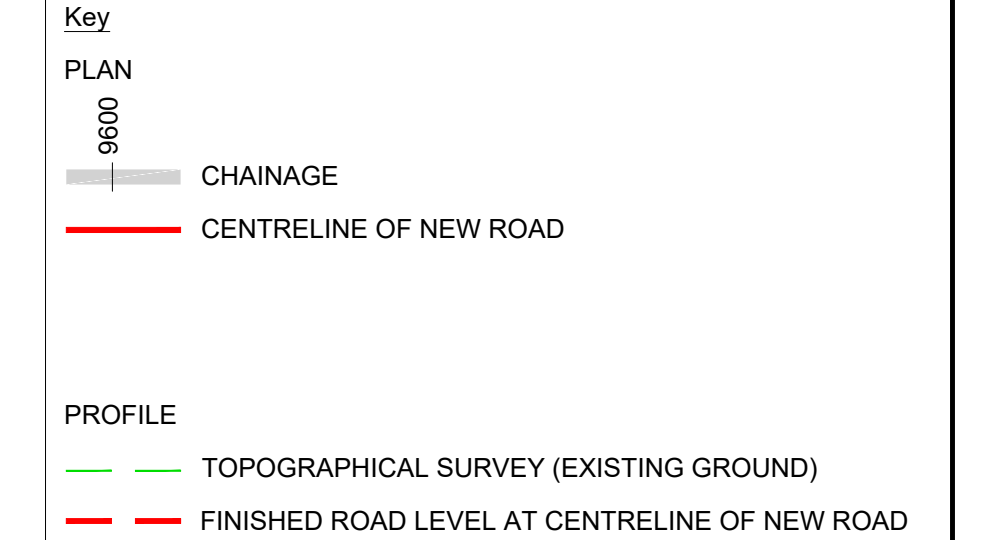 Key
PLAN
9600
CHAINAGE
CENTRELINE OF NEW ROAD
PROFILE
TOPOGRAPHICAL SURVEY (EXISTING GROUND)
FINISHED ROAD LEVEL AT CENTRELINE OF NEW ROAD